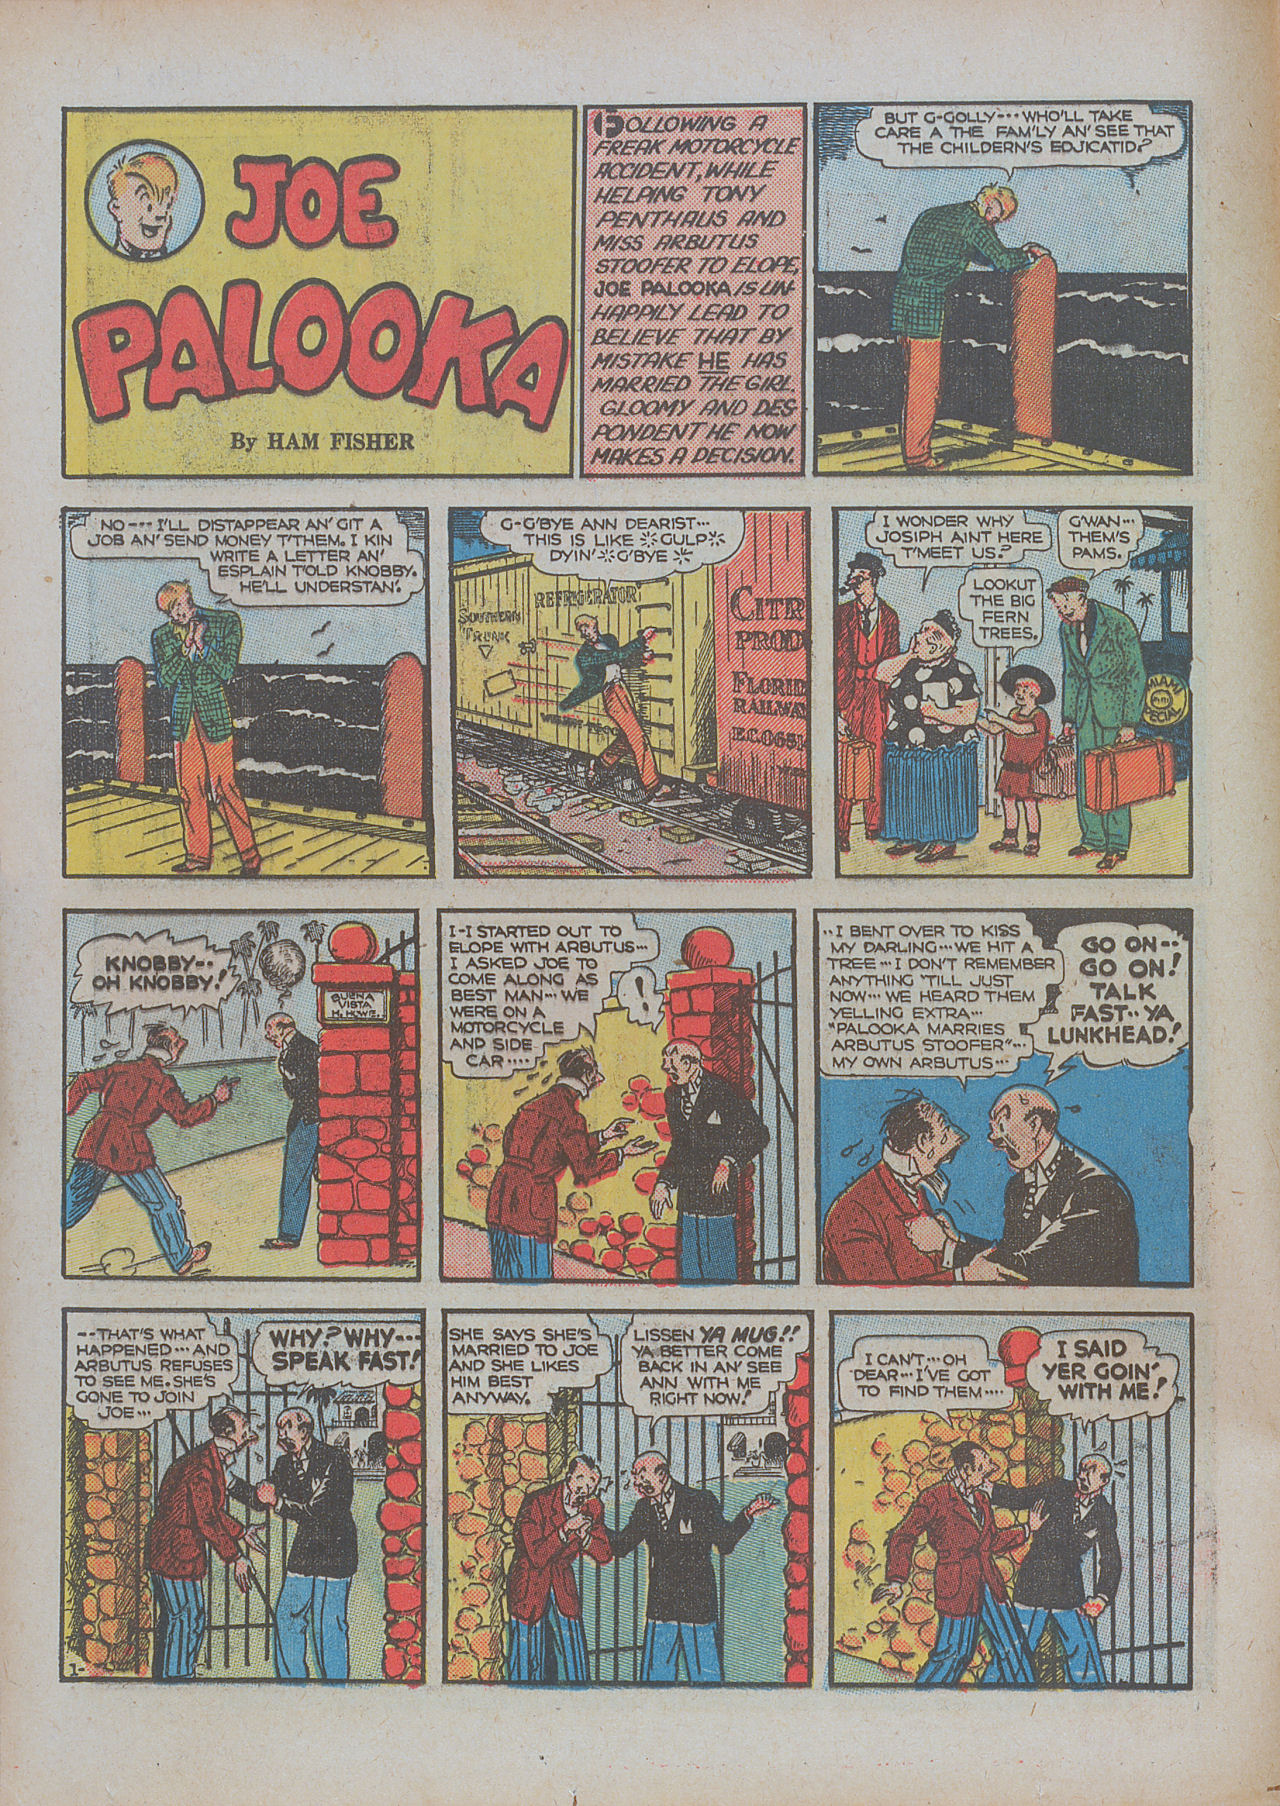 JOE
PALOOKA
By HAM FISHER
FOLLOWING A
FREAK MOTORCYCLE
ACCIDENT, WHILE
HELPING TONY
PENTHAUS AND
MISS ARBUTUS
STOOFER TO ELOPE,
JOE PALOOKA IS UN-
HAPPILY LEAD TO
BELIEVE THAT BY
MISTAKE HE HAS
MARRIED THE GIRL.
GLOOMY AND DES
PONDENT HE NOW
MAKES A DECISION.
BUT G-GOLLY--- WHO'LL TAKE
CARE A THE FAM'LY AN' SEE THAT
THE CHILDERN'S EDJICATID?
NO--- I'LL DISTAPPEAR AN' GIT A
JOB AN' SEND MONEY T'THEM. I KIN
WRITE A LETTER AN'
ESPLAIN T'OLD KNOBBY.
HE'LL UNDERSTAN'.
G-G'BYE ANN DEARIST---
THIS IS LIKE GULP
DYIN' G'BYE
SOUTHERN
TRUNK
REFRIGERATOR
CITR
PROD
FLORID
RAILWA
E.C.0651
I WONDER WHY
JOSIPH AINT HERE
T'MEET US?
LOOKUT
THE BIG
FERN
TREES.
G'WAN---
THEM'S
PAMS.
MIAMI
SPECIAL
KNOBBY---
OH KNOBBY!
BUENA
VISTA
I-I STARTED OUT TO
ELOPE WITH ARBUTUS---
I ASKED JOE TO
COME ALONG AS
BEST MAN--- WE
WERE ON A
MOTORCYCLE
AND SIDE
CAR----
!
--I BENT OVER TO KISS
MY DARLING--- WE HIT A
TREE--- I DON'T REMEMBER
ANYTHING 'TILL JUST
NOW--- WE HEARD THEM
YELLING EXTRA---
"PALOOKA MARRIES
ARBUTUS STOOFER"---
MY OWN ARBUTUS---
GO ON---
GO ON!
TALK
FAST-- YA
LUNKHEAD!
--THAT'S WHAT
HAPPENED--- AND
ARBUTUS REFUSES
TO SEE ME. SHE'S
GONE TO JOIN
JOE---
WHY? WHY---
SPEAK FAST!
1-
SHE SAYS SHE'S
MARRIED TO JOE
AND SHE LIKES
HIM BEST
ANYWAY.
LISSEN YA MUG!!
YA BETTER COME
BACK IN AN' SEE
ANN WITH ME
RIGHT NOW!
I CAN'T--- OH
DEAR--- I'VE GOT
TO FIND THEM----
I SAID
YER GOIN'
WITH ME!